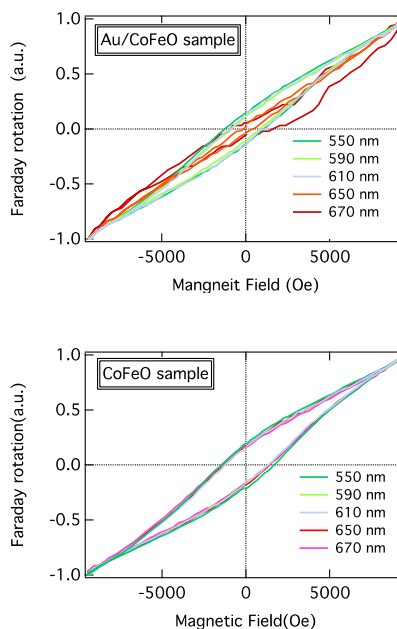 Au/CoFeO sample
Faraday rotation (a.u.)
1.0
0.5
0.0
-0.5
-1.0
550 nm
590 nm
610 nm
650 nm
670 nm
-5000
0
5000
Mangneit Field (Oe)
CoFeO sample
Faraday rotation(a.u.)
1.0
0.5
0.0
-0.5
-1.0
550 nm
590 nm
610 nm
650 nm
670 nm
-5000
0
5000
Magnetic Field(Oe)